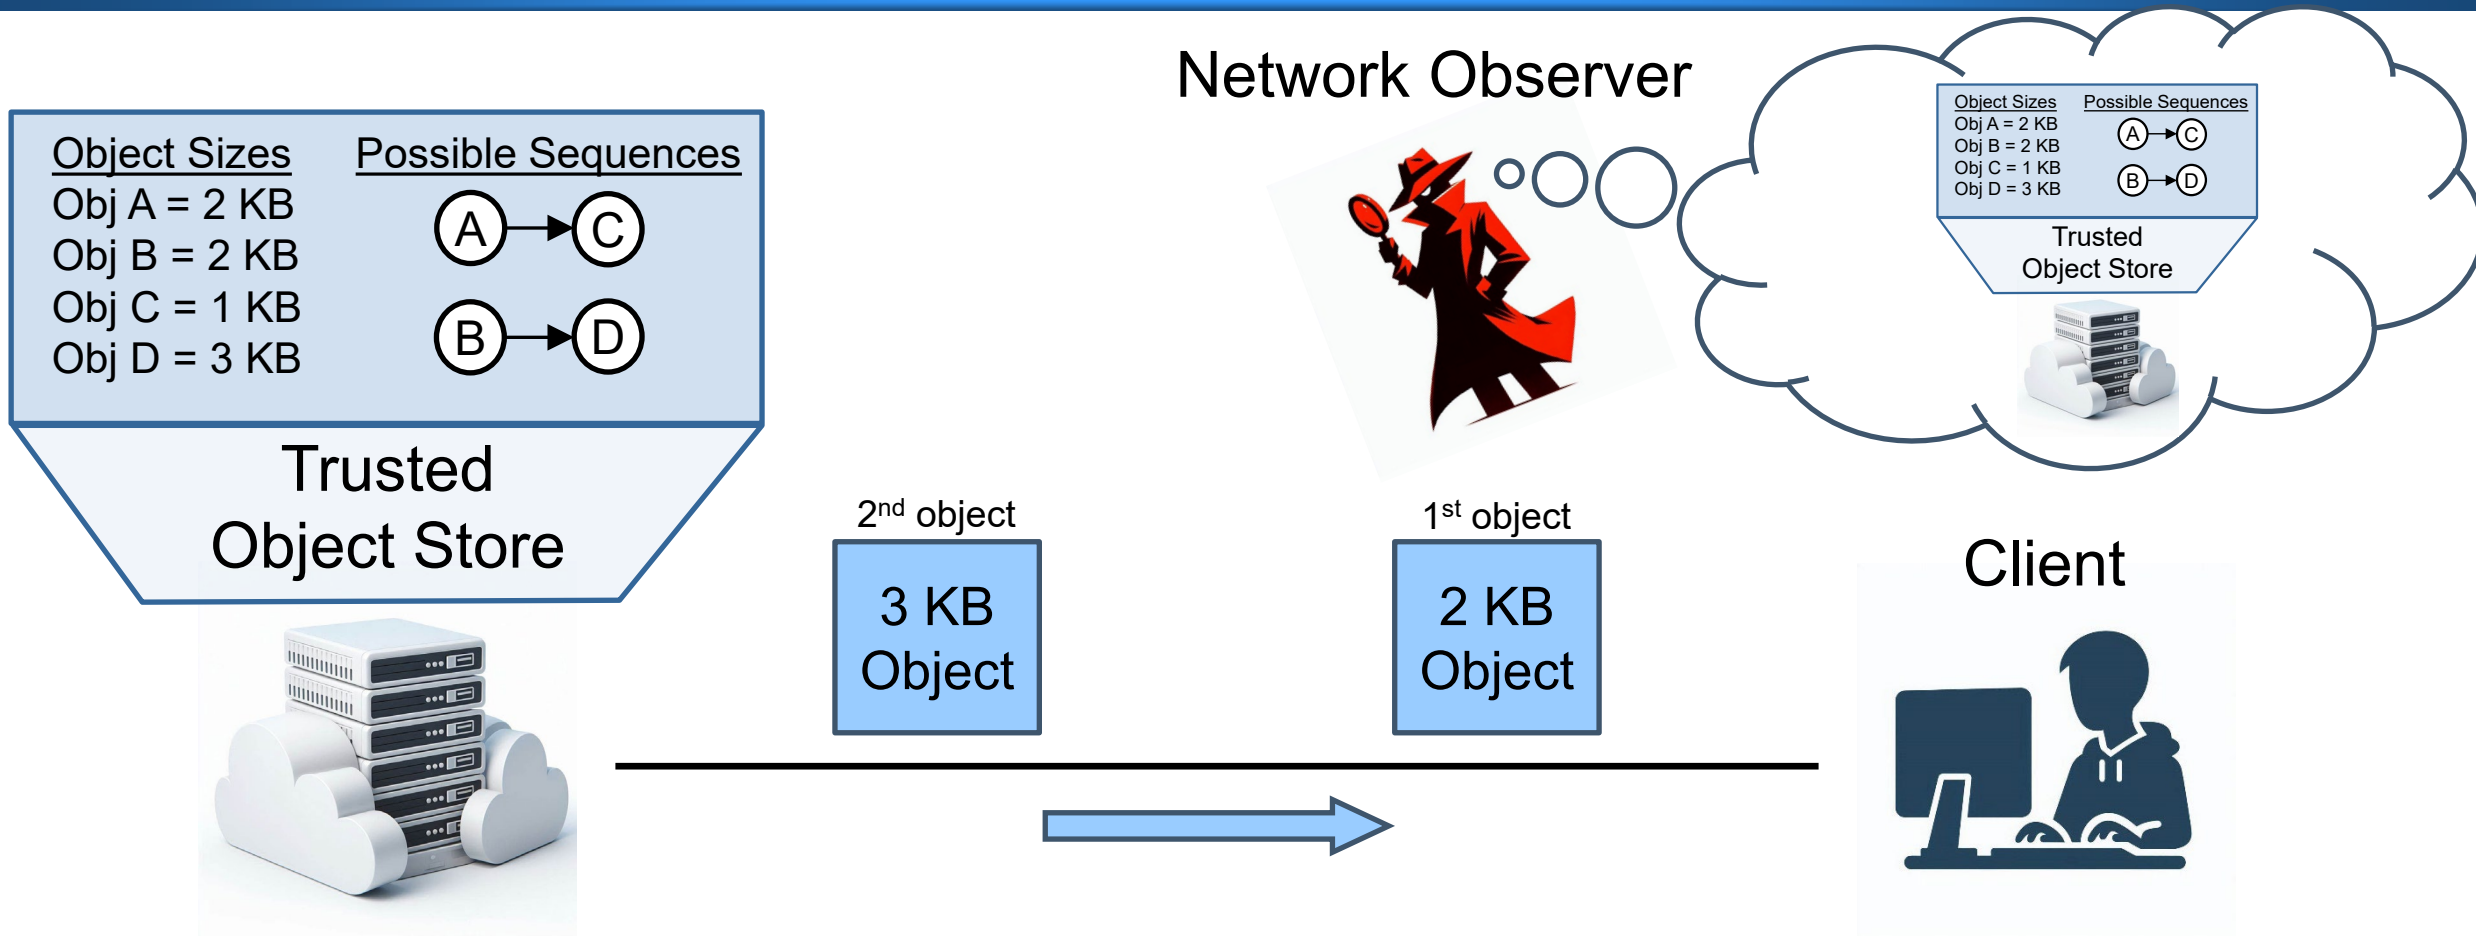 Network Observer
Object Sizes
Obj A = 2 KB
Obj B = 2 KB
Obj C = 1 KB
Obj D = 3 KB
Possible Sequences
A C
B D
Trusted
Object Store
Object Sizes
Obj A = 2 KB
Obj B = 2 KB
Obj C = 1 KB
Obj D = 3 KB
Possible Sequences
A C
B D
Trusted
Object Store
2nd object
3 KB
Object
1st object
2 KB
Object
Client